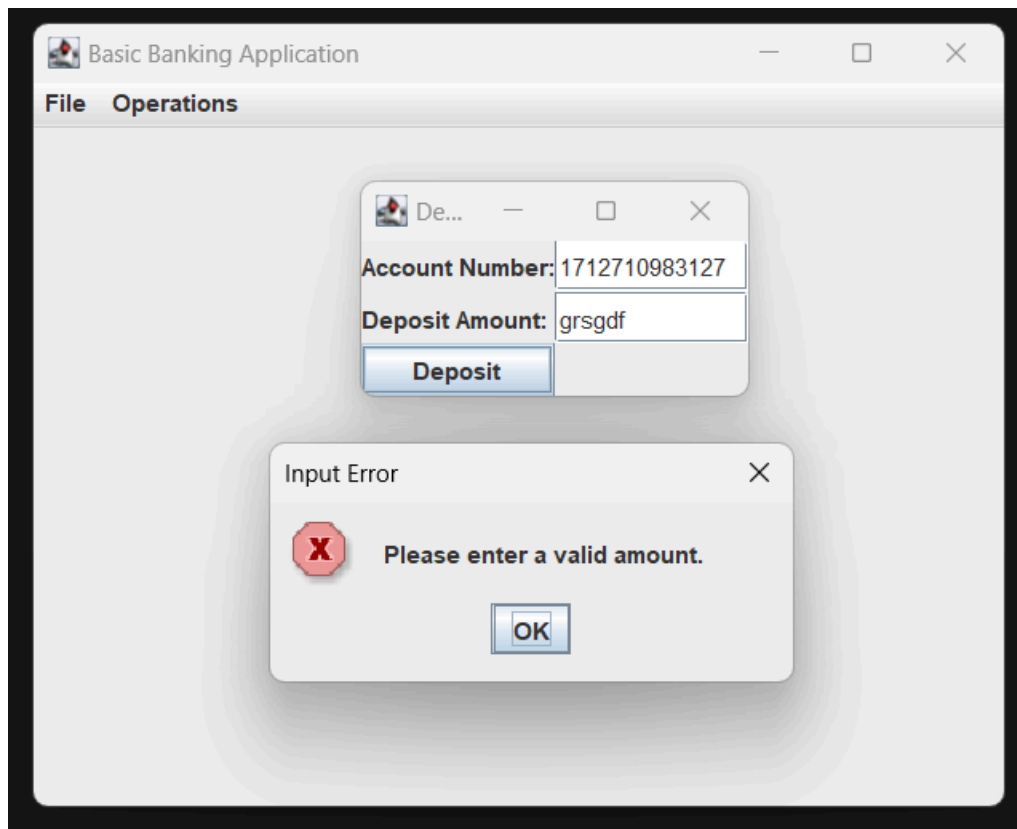 Basic Banking Application
File Operations
De...
Account Number: 1712710983127
Deposit Amount: grsgdf
Deposit
Input Error
X
Please enter a valid amount.
OK